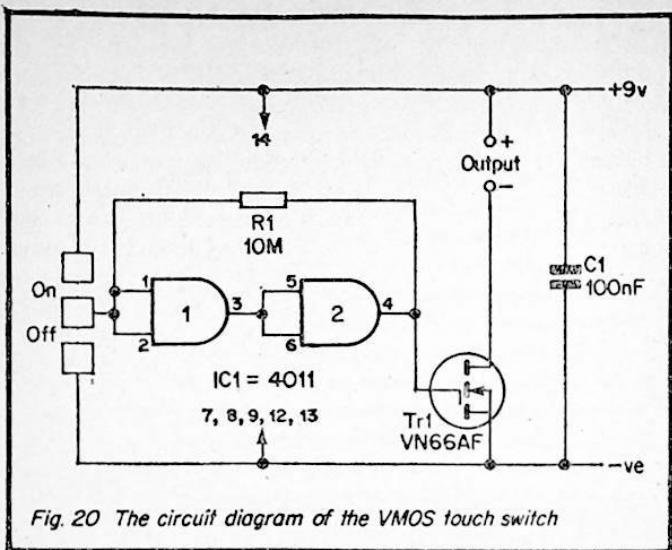 +9v
14
+
Output
-
R1
10M
C1
100nF
On
Off
1
2
1
3
5
6
2
4
IC1 = 4011
7, 8, 9, 12, 13
Tr1
VN66AF
-ve
Fig. 20 The circuit diagram of the VMOS touch switch